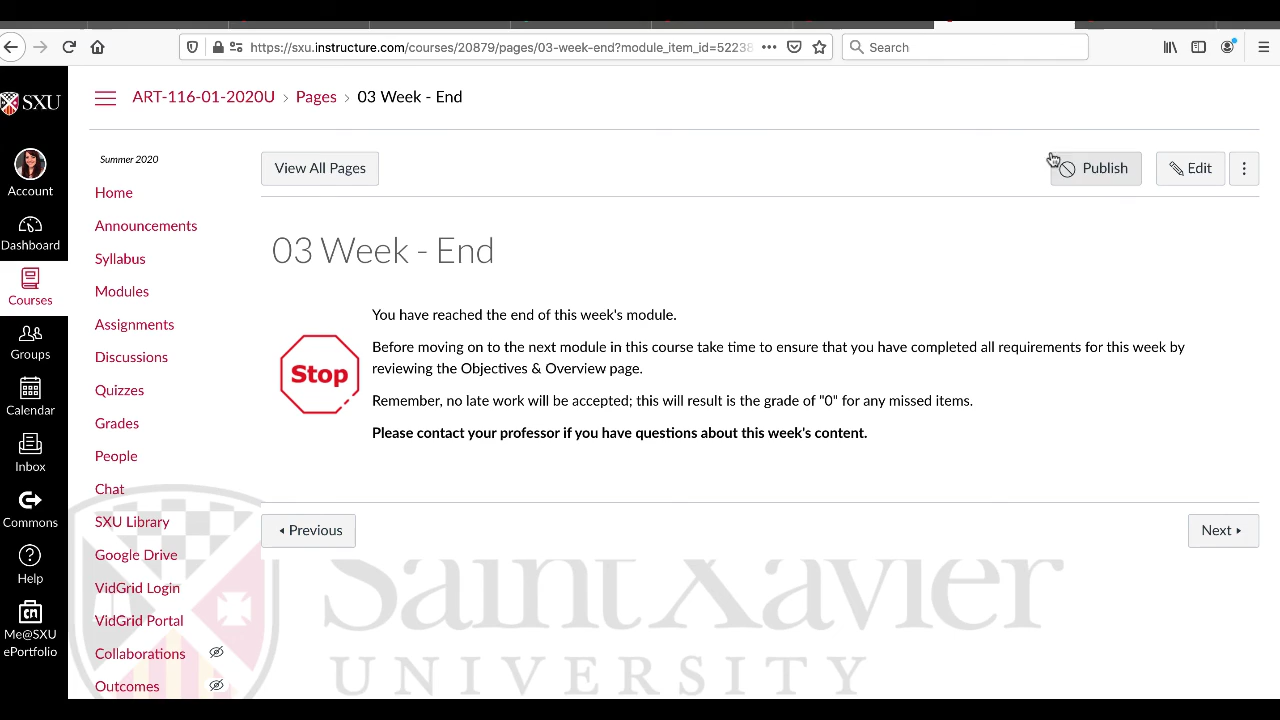 https://sxu.instructure.com/courses/20879/pages/03-week-end?module_item_id=52238
Search
SXU
ART-116-01-2020U › Pages › 03 Week - End
Account
Dashboard
Courses
Groups
Calendar
Inbox
Commons
Help
Me@SXU
ePortfolio
Summer 2020
Home
Announcements
Syllabus
Modules
Assignments
Discussions
Quizzes
Grades
People
Chat
SXU Library
Google Drive
VidGrid Login
VidGrid Portal
Collaborations
Outcomes
View All Pages
Publish
Edit
03 Week - End
You have reached the end of this week's module.
Stop
Before moving on to the next module in this course take time to ensure that you have completed all requirements for this week by
reviewing the Objectives & Overview page.
Remember, no late work will be accepted; this will result is the grade of "0" for any missed items.
Please contact your professor if you have questions about this week's content.
Previous
Next
Saint Xavier
UNIVERSITY